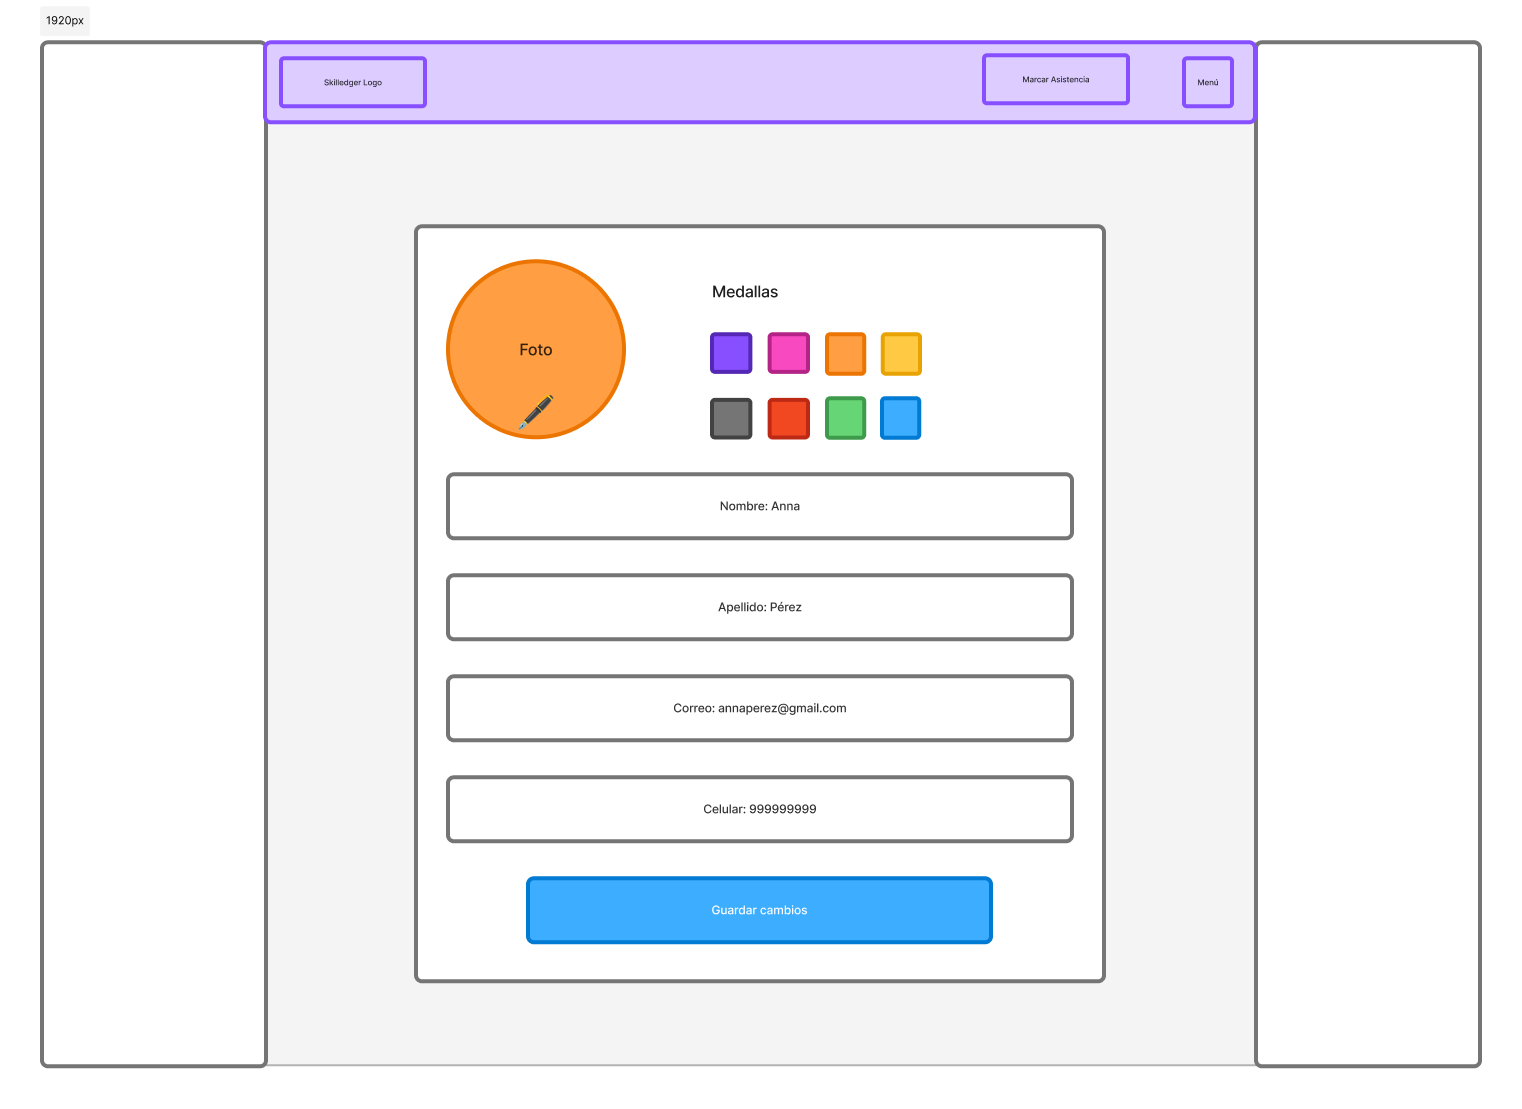 1920px
Skilledger Logo
Marcar Asistencia
Menú
Foto
Medallas
Nombre: Anna
Apellido: Pérez
Correo: annaperez@gmail.com
Celular: 999999999
Guardar cambios